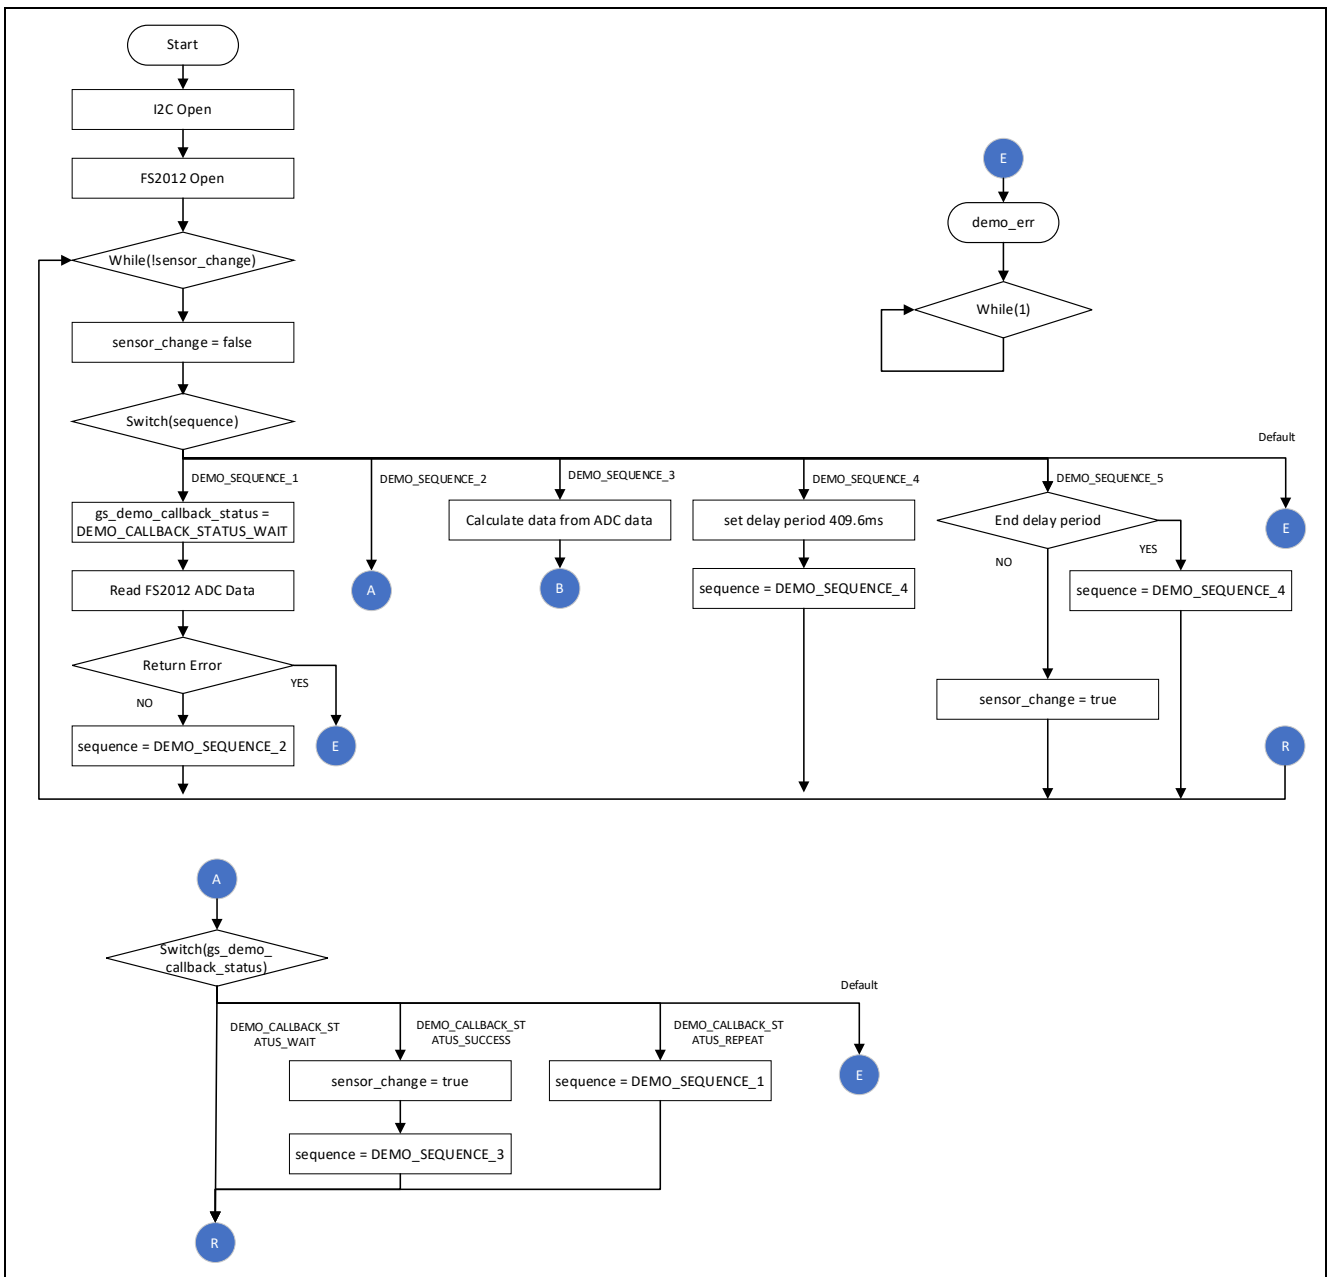 Start
I2C Open
FS2012 Open
While(!sensor_change)
sensor_change = false
Switch(sequence)
E
demo_err
While(1)
Default
DEMO_SEQUENCE_1
DEMO_SEQUENCE_2
DEMO_SEQUENCE_3
DEMO_SEQUENCE_4
DEMO_SEQUENCE_5
gs_demo_callback_status =
DEMO_CALLBACK_STATUS_WAIT
Read FS2012 ADC Data
Return Error
YES
NO
sequence = DEMO_SEQUENCE_2
E
A
Calculate data from ADC data
B
set delay period 409.6ms
sequence = DEMO_SEQUENCE_4
End delay period
YES
NO
sequence = DEMO_SEQUENCE_4
sensor_change = true
E
R
A
Switch(gs_demo_
callback_status)
Default
DEMO_CALLBACK_ST
ATUS_WAIT
DEMO_CALLBACK_ST
ATUS_SUCCESS
DEMO_CALLBACK_ST
ATUS_REPEAT
sensor_change = true
sequence = DEMO_SEQUENCE_1
E
sequence = DEMO_SEQUENCE_3
R